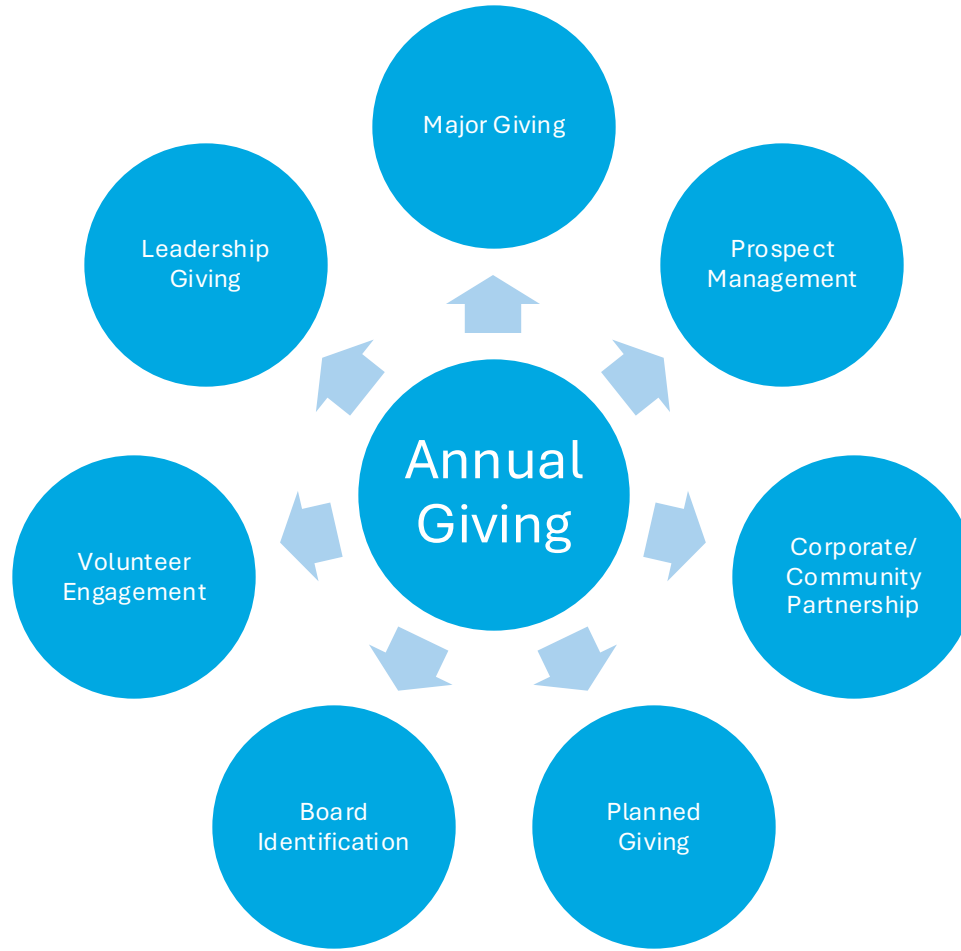 Major Giving
Leadership
Giving
Prospect
Management
Annual
Giving
Volunteer
Engagement
Corporate/
Community
Partnership
Board
Identification
Planned
Giving